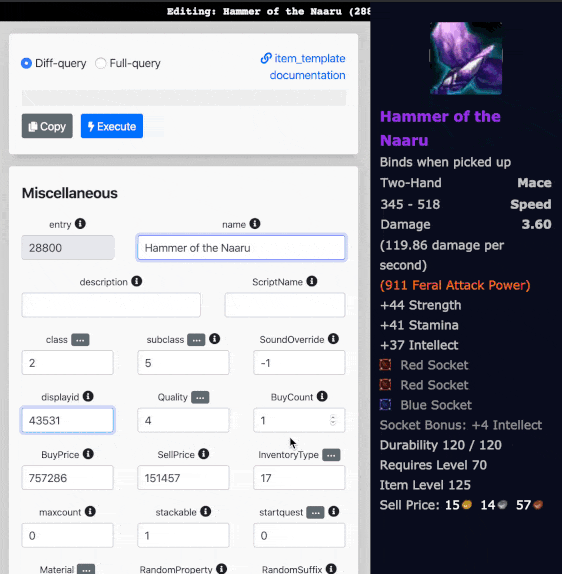 Editing: Hammer of the Naaru (288
Diff-query
Full-query
item_template
documentation
Copy
Execute
Miscellaneous
entry
name
28800
Hammer of the Naaru
description
ScriptName
class ...
subclass ...
SoundOverride
2
5
-1
displayid
Quality ...
BuyCount
43531
4
1
BuyPrice
SellPrice
InventoryType ...
757286
151457
17
maxcount
stackable
startquest ...
0
1
0
Material ...
RandomProperty
RandomSuffix
Hammer of the
Naaru
Binds when picked up
Two-Hand Mace
345 - 518 Speed
Damage 3.60
(119.86 damage per
second)
(911 Feral Attack Power)
+44 Strength
+41 Stamina
+37 Intellect
Red Socket
Red Socket
Blue Socket
Socket Bonus: +4 Intellect
Durability 120 / 120
Requires Level 70
Item Level 125
Sell Price: 15 14 57